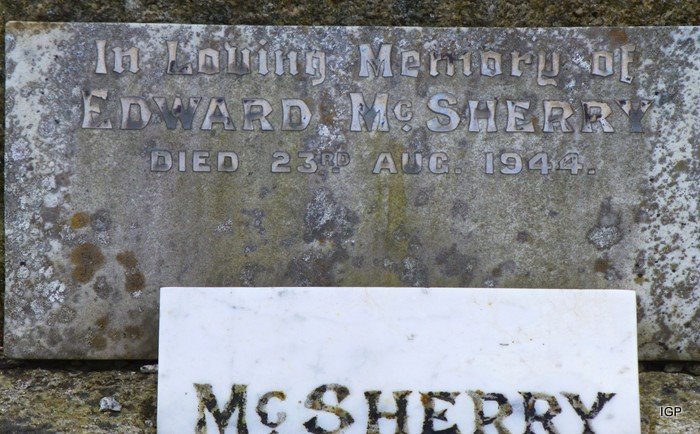 In Loving Memory of
EDWARD McSHERRY
DIED 23RD AUG. 1944.
McSHERRY
IGP